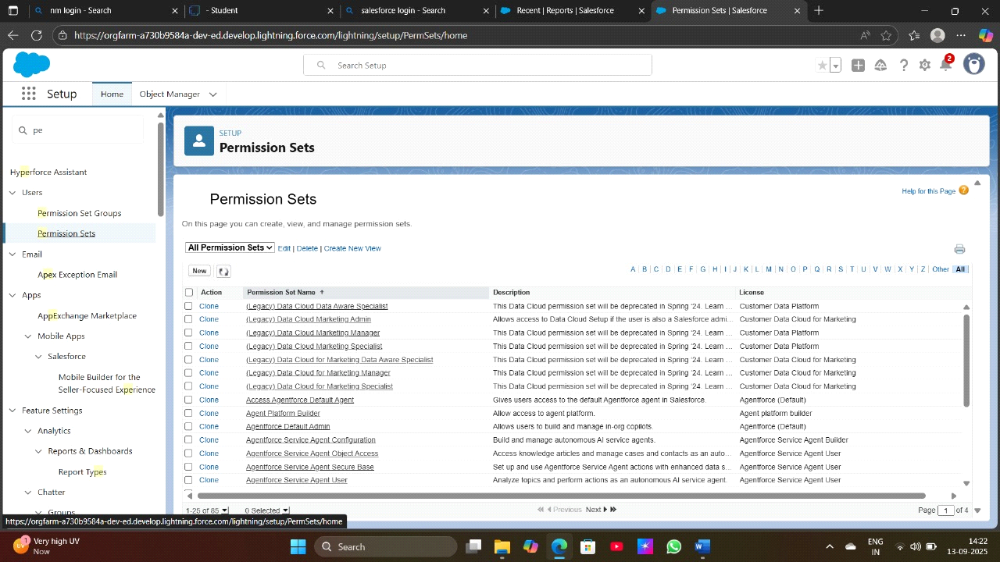 nm login - Search
- Student
salesforce login - Search
Recent | Reports | Salesforce
Permission Sets | Salesforce
https://orgfarm-a730b9584a-dev-ed.develop.lightning.force.com/lightning/setup/PermSets/home
Search Setup
2
Setup
Home
Object Manager
pe
Hyperforce Assistant
Users
Permission Set Groups
Permission Sets
Email
Apex Exception Email
Apps
AppExchange Marketplace
Mobile Apps
Salesforce
Mobile Builder for the
Seller-Focused Experience
Feature Settings
Analytics
Reports & Dashboards
Report Types
Chatter
Groups
https://orgfarm-a730b9584a-dev-ed.develop.lightning.force.com/lightning/setup/PermSets/home
SETUP
Permission Sets
Permission Sets
Help for this Page ?
On this page you can create, view, and manage permission sets.
All Permission Sets Edit | Delete | Create New View
New
A B C D E F G H I J K L M N O P Q R S T U V W X Y Z Other All
Action Permission Set Name Description License
Clone (Legacy) Data Cloud Data Aware Specialist This Data Cloud permission set will be deprecated in Spring '24. Learn ... Customer Data Platform
Clone (Legacy) Data Cloud Marketing Admin Allows access to Data Cloud Setup if the user is also a Salesforce admi... Customer Data Cloud for Marketing
Clone (Legacy) Data Cloud Marketing Manager This Data Cloud permission set will be deprecated in Spring '24. Learn ... Customer Data Platform
Clone (Legacy) Data Cloud Marketing Specialist This Data Cloud permission set will be deprecated in Spring '24. Learn ... Customer Data Platform
Clone (Legacy) Data Cloud for Marketing Data Aware Specialist This Data Cloud permission set will be deprecated in Spring '24. Learn ... Customer Data Cloud for Marketing
Clone (Legacy) Data Cloud for Marketing Manager This Data Cloud permission set will be deprecated in Spring '24. Learn ... Customer Data Cloud for Marketing
Clone (Legacy) Data Cloud for Marketing Specialist This Data Cloud permission set will be deprecated in Spring '24. Learn ... Customer Data Cloud for Marketing
Clone Access Agentforce Default Agent Gives users access to the default Agentforce agent in Salesforce. Agentforce (Default)
Clone Agent Platform Builder Allow access to agent platform. Agent platform builder
Clone Agentforce Default Admin Allows users to build and manage in-org copilots. Agentforce (Default)
Clone Agentforce Service Agent Configuration Build and manage autonomous AI service agents. Agentforce Service Agent Builder
Clone Agentforce Service Agent Object Access Access knowledge articles and manage cases and contacts as an auto... Agentforce Service Agent User
Clone Agentforce Service Agent Secure Base Set up and use Agentforce Service Agent actions with enhanced data s... Agentforce Service Agent User
Clone Agentforce Service Agent User Analyze topics and perform actions as an autonomous AI service agent. Agentforce Service Agent User
1-25 of 85 0 Selected Previous Next Page 1 of 4
1
Very high UV
Now
Search
ENG
IN
14:22
13-09-2025